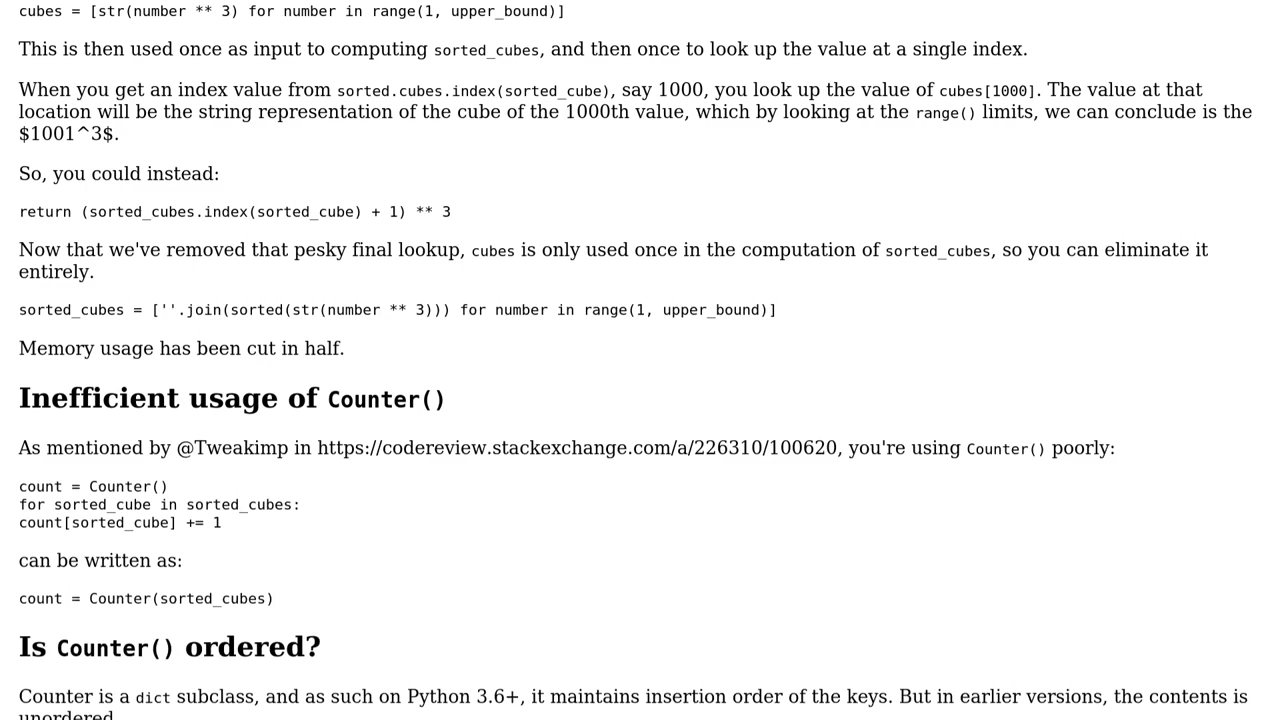 cubes = [str(number ** 3) for number in range(1, upper_bound)]
This is then used once as input to computing sorted_cubes, and then once to look up the value at a single index.
When you get an index value from sorted.cubes.index(sorted_cube), say 1000, you look up the value of cubes[1000]. The value at that
location will be the string representation of the cube of the 1000th value, which by looking at the range() limits, we can conclude is the
$1001^3$.
So, you could instead:
return (sorted_cubes.index(sorted_cube) + 1) ** 3
Now that we've removed that pesky final lookup, cubes is only used once in the computation of sorted_cubes, so you can eliminate it
entirely.
sorted_cubes = [''.join(sorted(str(number ** 3))) for number in range(1, upper_bound)]
Memory usage has been cut in half.
Inefficient usage of Counter()
As mentioned by @Tweakimp in https://codereview.stackexchange.com/a/226310/100620, you're using Counter() poorly:
count = Counter()
for sorted_cube in sorted_cubes:
count[sorted_cube] += 1
can be written as:
count = Counter(sorted_cubes)
Is Counter() ordered?
Counter is a dict subclass, and as such on Python 3.6+, it maintains insertion order of the keys. But in earlier versions, the contents is
unordered.